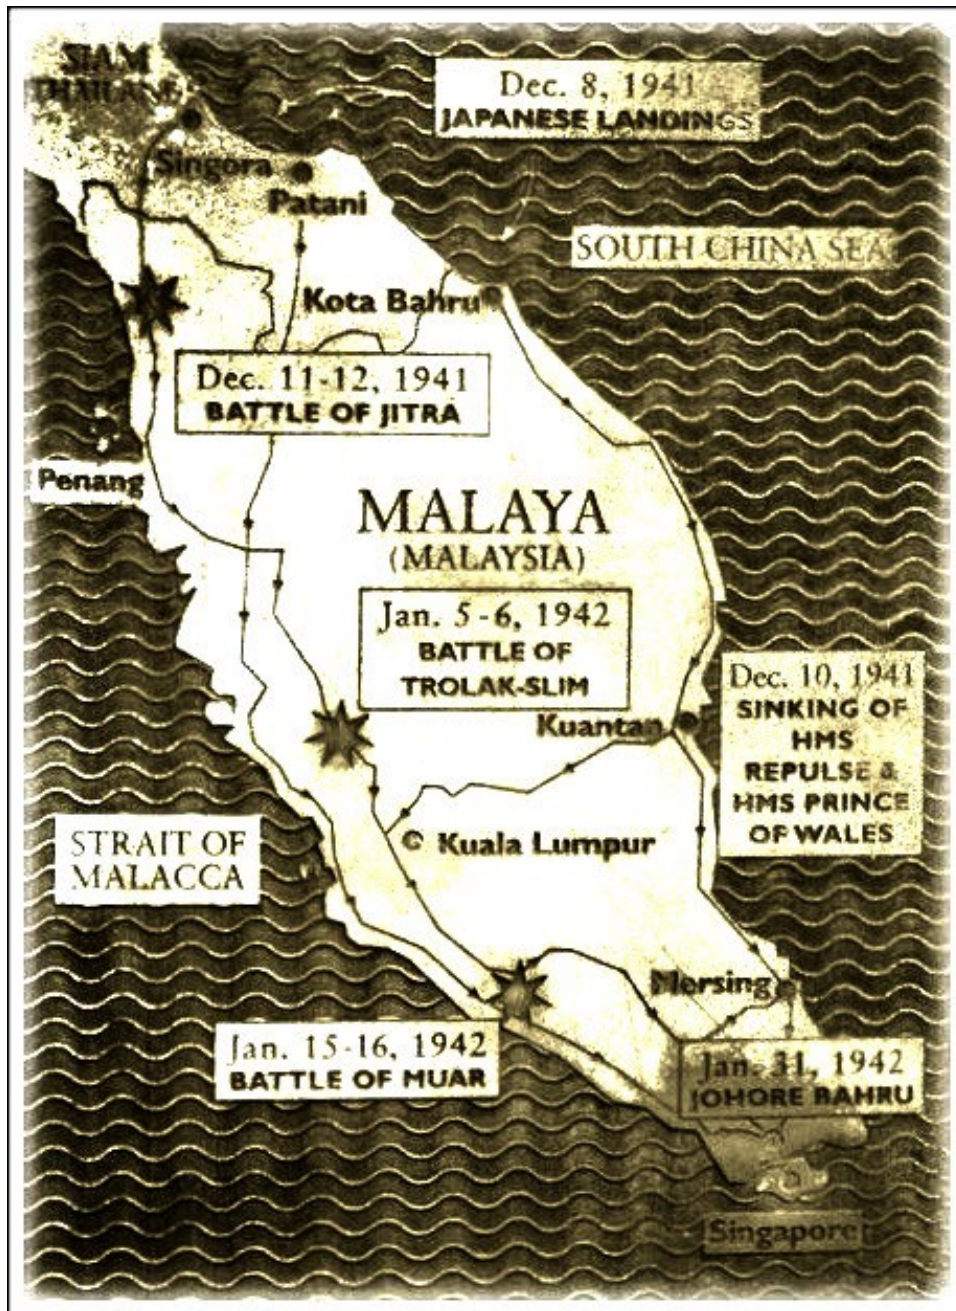 SIAM
THAILAND
Dec. 8, 1941
JAPANESE LANDINGS
Singora
Patani
SOUTH CHINA SEA
Kota Bahru
Dec. 11-12, 1941
BATTLE OF JITRA
Penang
MALAYA
(MALAYSIA)
Jan. 5-6, 1942
BATTLE OF
TROLAK-SLIM
Dec. 10, 1941
SINKING OF
HMS
REPULSE &
HMS PRINCE
OF WALES
Kuantan
STRAIT OF
MALACCA
Kuala Lumpur
Mersing
Jan. 15-16, 1942
BATTLE OF MUAR
Jan. 31, 1942
JOHORE BAHRU
Singapore